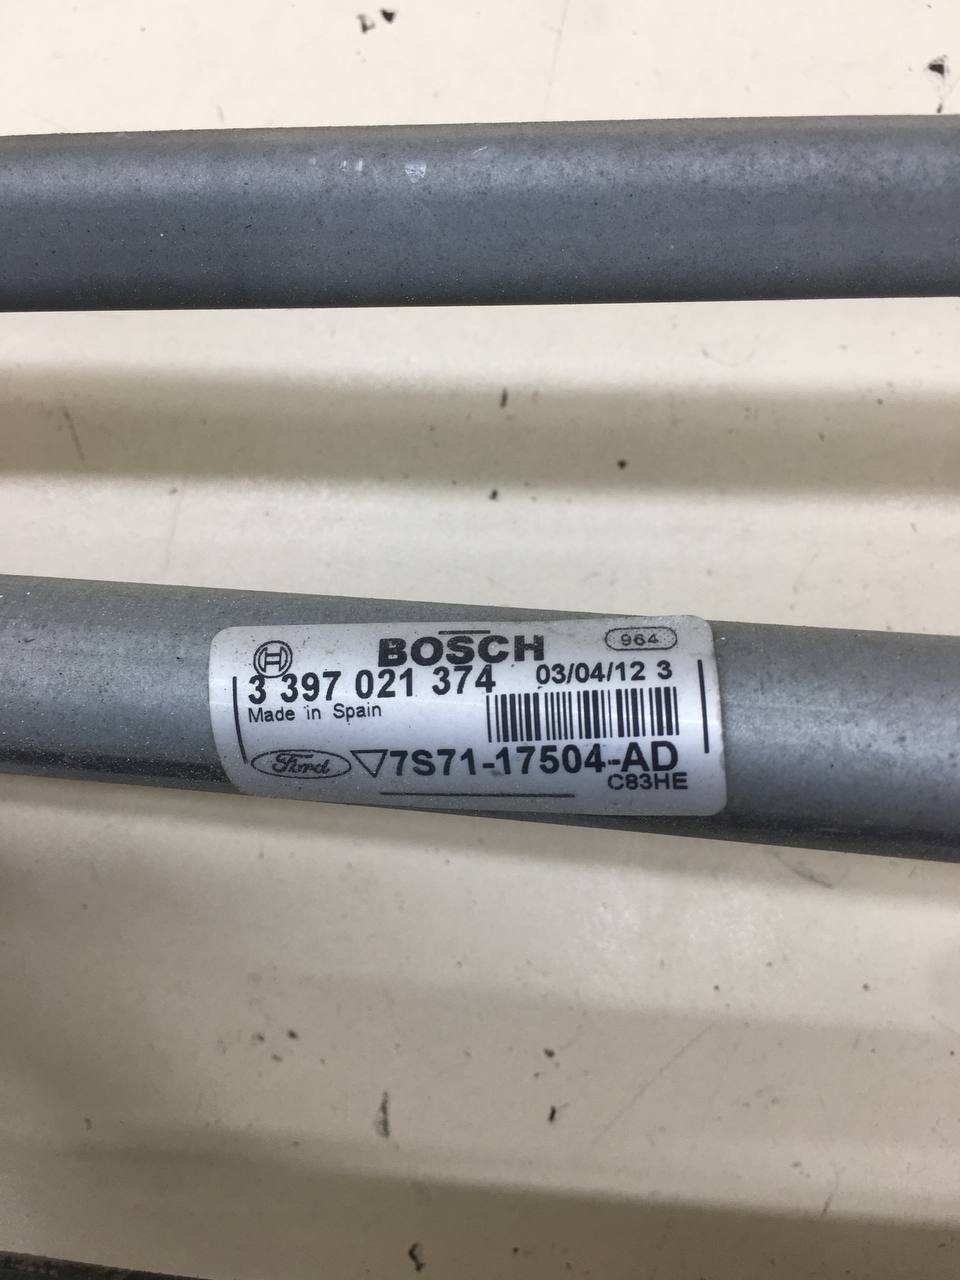 BOSCH 964
3 397 021 374 03/04/12 3
Made in Spain
Ford 7S71-17504-AD
C83HE